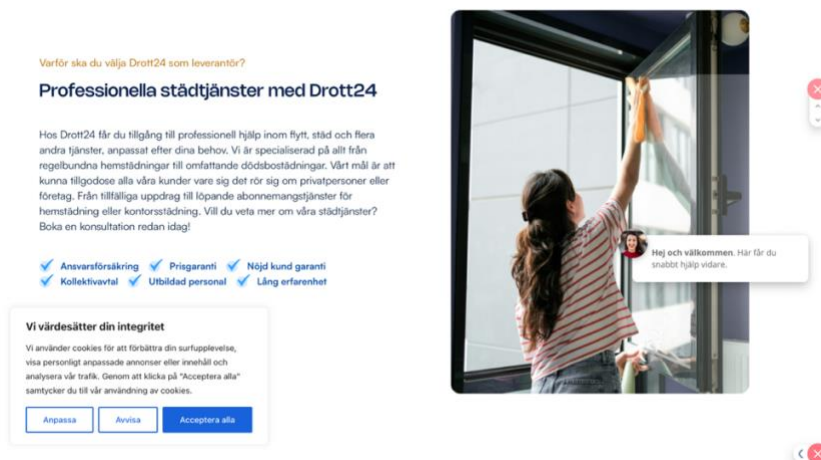 Varför ska du välja Drott24 som leverantör?
Professionella städtjänster med Drott24
Hos Drott24 får du tillgång till professionell hjälp inom flytt, städ och flera
andra tjänster, anpassat efter dina behov. Vi är specialiserad på allt från
regelbundna hemstädningar till omfattande dödsbostädningar. Vårt mål är att
kunna tillgodose alla våra kunder vare sig det rör sig om privatpersoner eller
företag. Från tillfälliga uppdrag till löpande abonnemangstjänster för
hemstädning eller kontorsstädning. Vill du veta mer om våra städtjänster?
Boka en konsultation redan idag!
Ansvarsförsäkring Prisgaranti Nöjd kund garanti
Kollektivavtal Utbildad personal Lång erfarenhet
Hej och välkommen. Här får du
snabbt hjälp vidare.
Vi värdesätter din integritet
Vi använder cookies för att förbättra din surfupplevelse,
visa personligt anpassade annonser eller innehåll och
analysera vår trafik. Genom att klicka på "Acceptera alla"
samtycker du till vår användning av cookies.
Anpassa Avvisa Acceptera alla